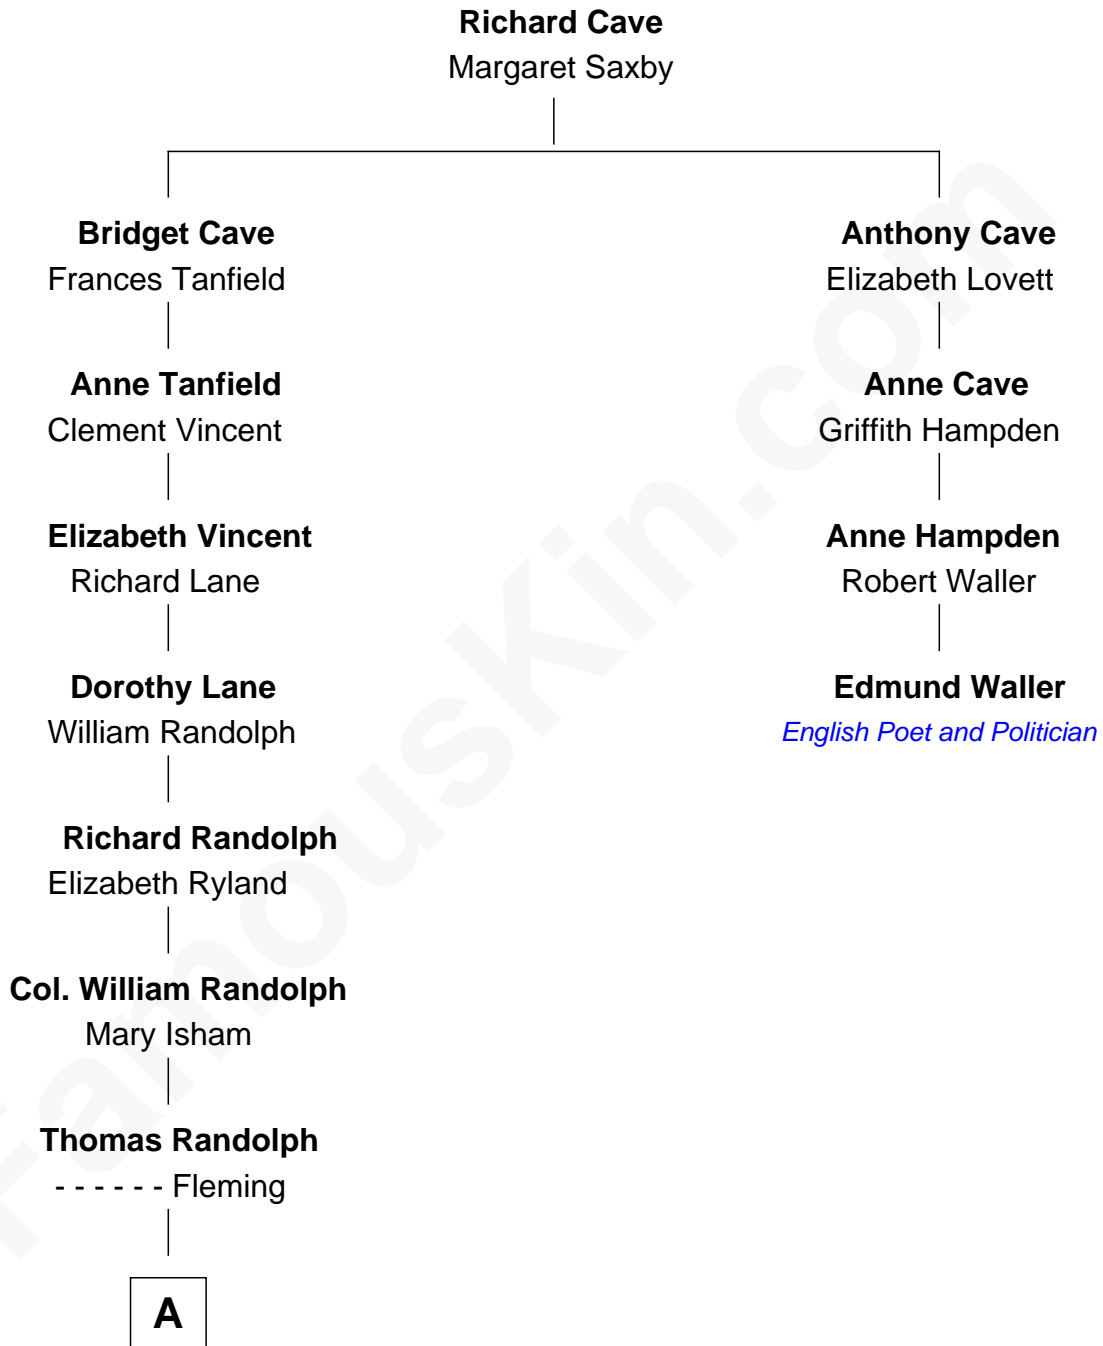 Richard Cave
Margaret Saxby
Bridget Cave
Frances Tanfield
Anthony Cave
Elizabeth Lovett
Anne Tanfield
Clement Vincent
Anne Cave
Griffith Hampden
Elizabeth Vincent
Richard Lane
Anne Hampden
Robert Waller
Dorothy Lane
William Randolph
Edmund Waller
English Poet and Politician
Richard Randolph
Elizabeth Ryland
Col. William Randolph
Mary Isham
Thomas Randolph
- - - - - - Fleming
A
FamousKin.com